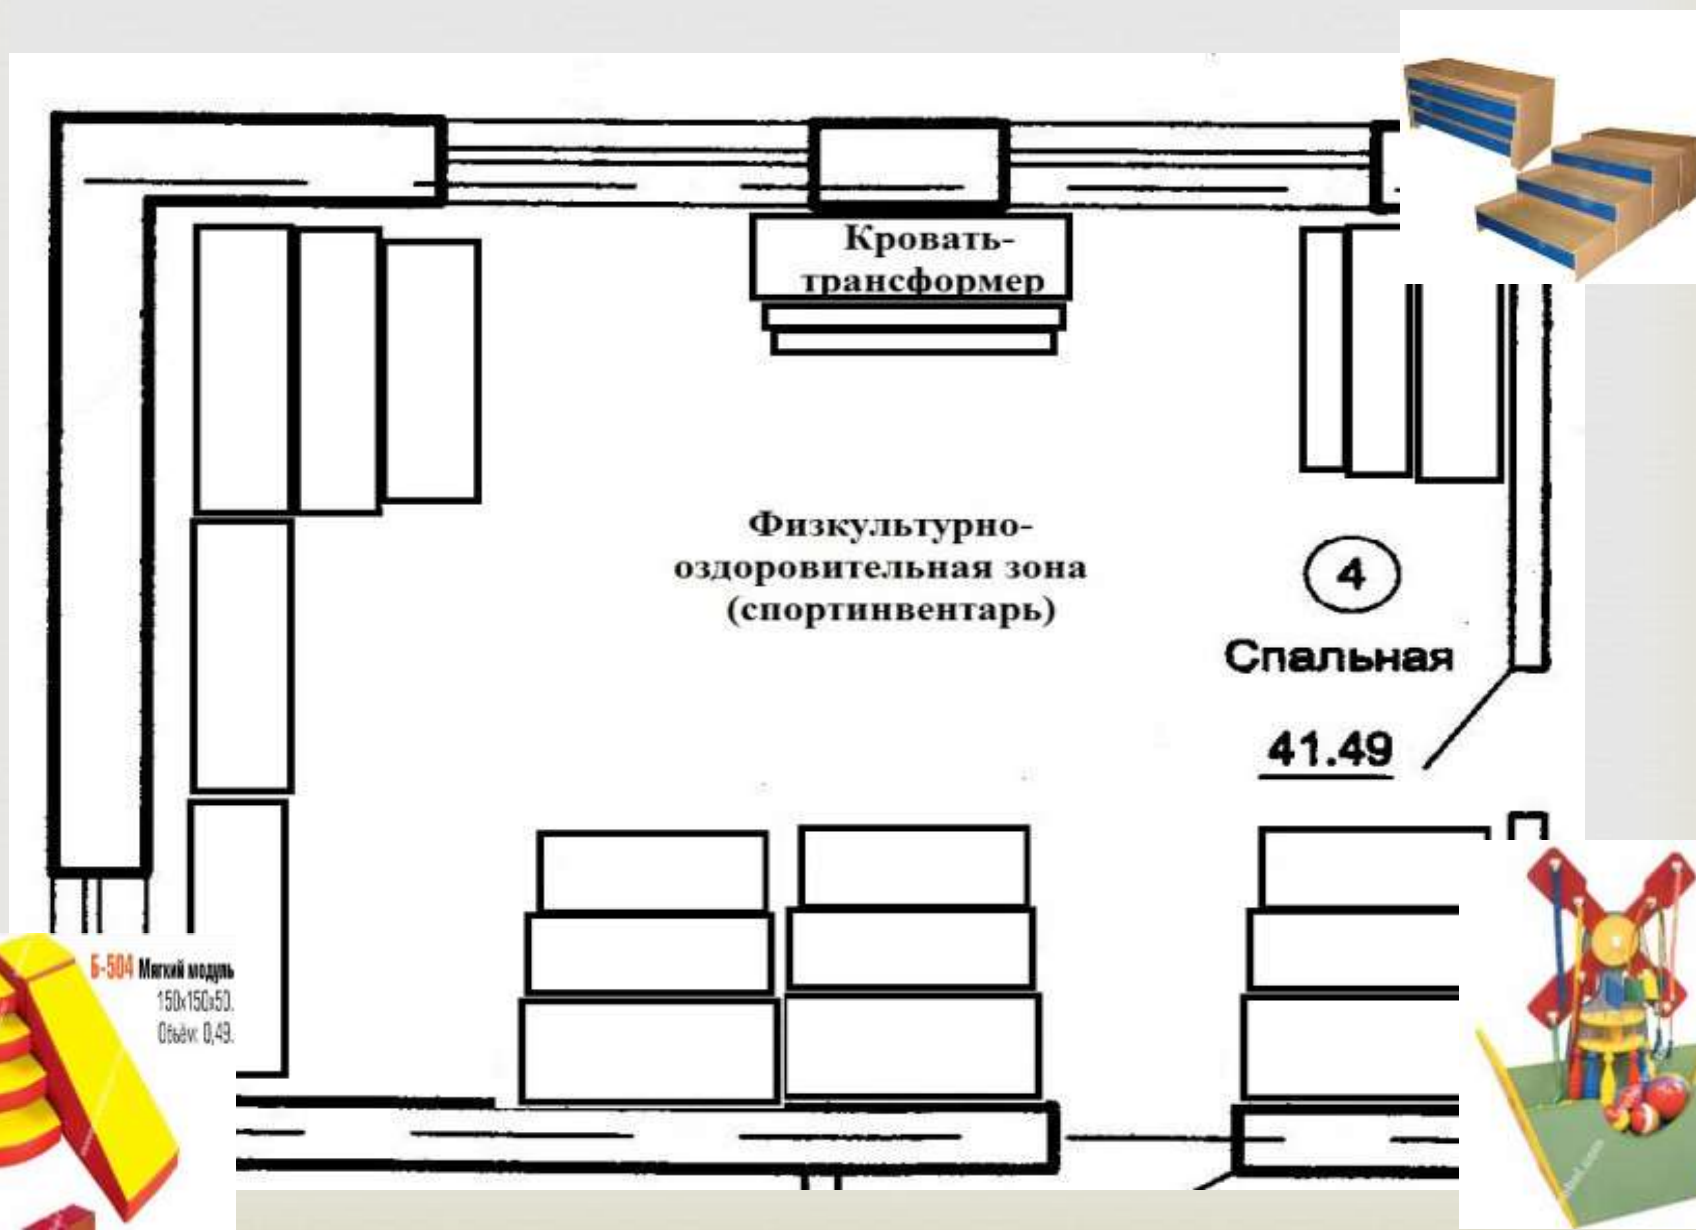 Кровать-
трансформер
Физкультурно-
оздоровительная зона
(спортинвентарь)
4
Спальная
41.49
Б-504 Мягкий модуль
150х150х50.
Объём: 0,49.